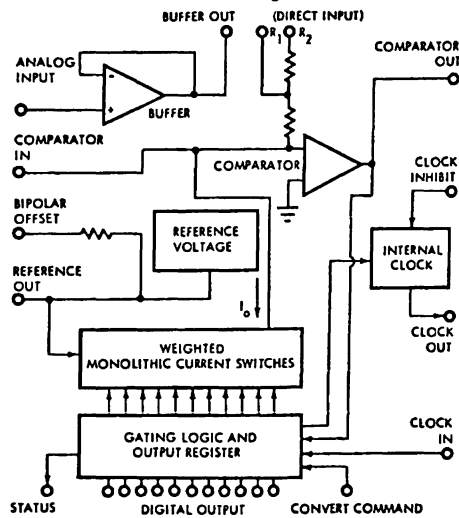 BUFFER OUT
(DIRECT INPUT)
R1 R2
COMPARATOR
OUT
ANALOG
INPUT
-
+
BUFFER
COMPARATOR
IN
COMPARATOR
CLOCK
INHIBIT
BIPOLAR
OFFSET
REFERENCE
VOLTAGE
INTERNAL
CLOCK
REFERENCE
OUT
Io
CLOCK
OUT
WEIGHTED
MONOLITHIC CURRENT SWITCHES
GATING LOGIC AND
OUTPUT REGISTER
CLOCK
IN
STATUS
DIGITAL OUTPUT
CONVERT COMMAND